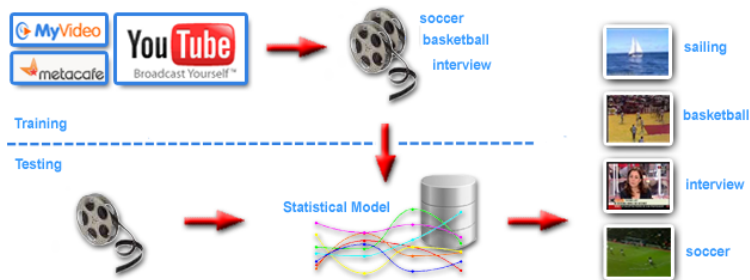 MyVideo
metacafe
YouTube
Broadcast Yourself™
soccer
basketball
interview
Training
Testing
Statistical Model
sailing
basketball
interview
soccer